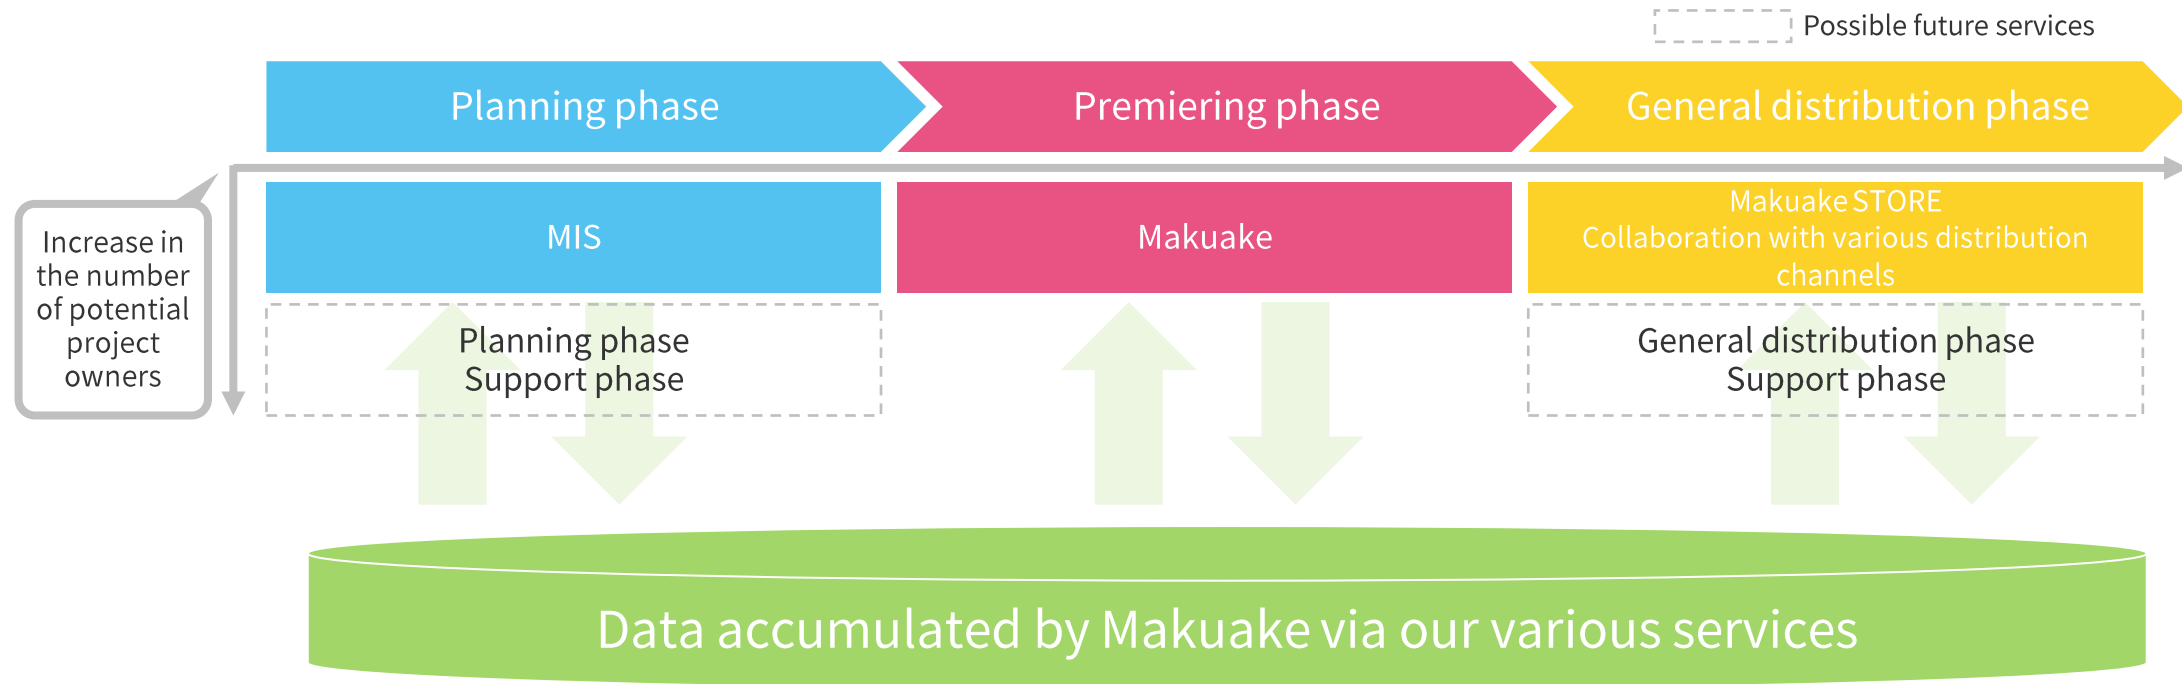 Possible future services
Planning phase
Premiering phase
General distribution phase
Increase in
the number
of potential
project
owners
MIS
Makuake
Makuake STORE
Collaboration with various distribution
channels
Planning phase
Support phase
General distribution phase
Support phase
Data accumulated by Makuake via our various services